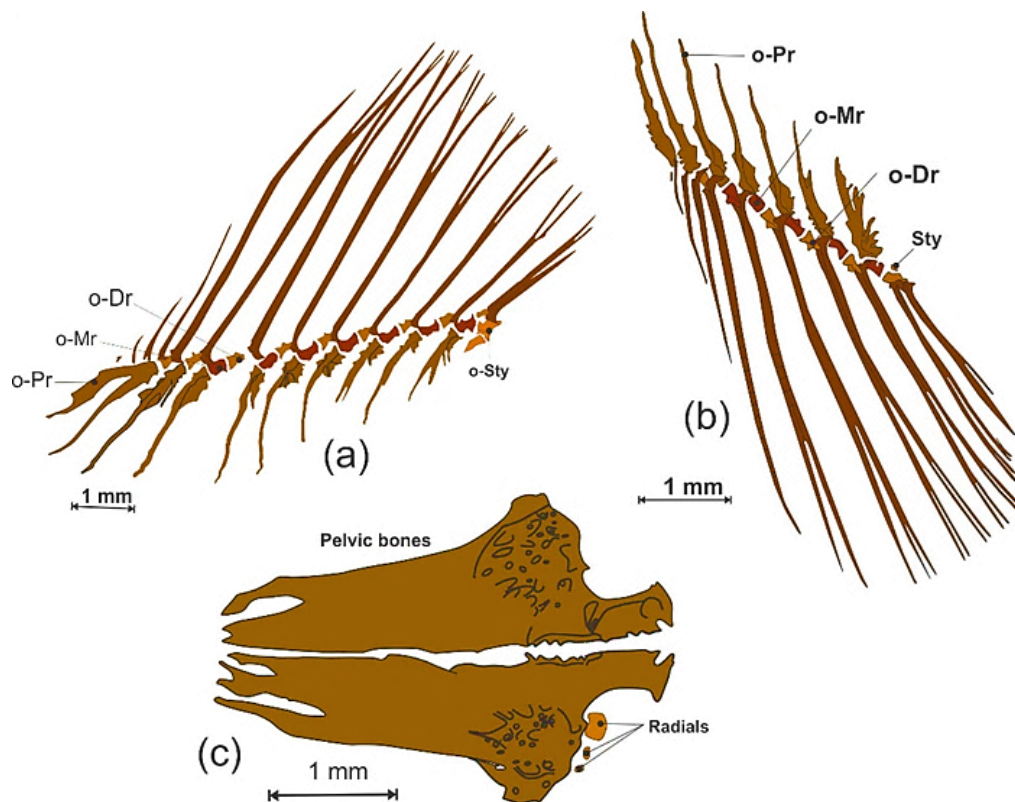 o-Pr
o-Mr
o-Dr
Sty
o-Dr
o-Mr
o-Pr
o-Sty
(a)
(b)
1 mm
1 mm
Pelvic bones
Radials
(c)
1 mm